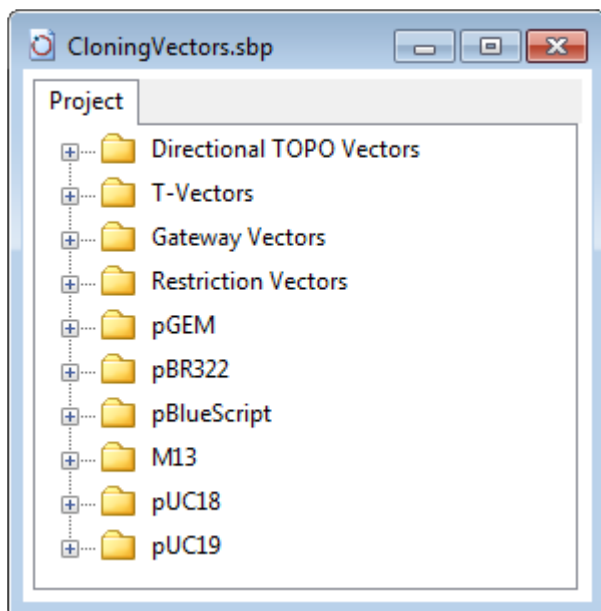 CloningVectors.sbp
Project
Directional TOPO Vectors
T-Vectors
Gateway Vectors
Restriction Vectors
pGEM
pBR322
pBlueScript
M13
pUC18
pUC19